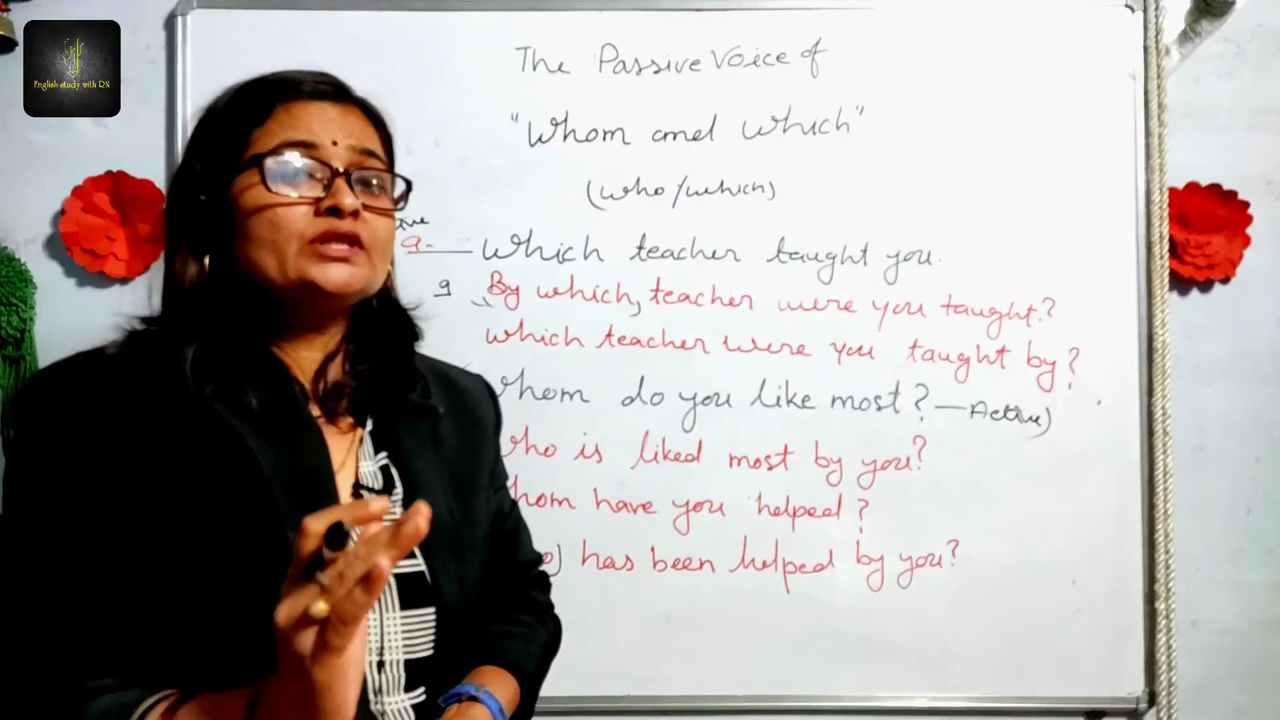 English study with RN
The Passive Voice of
"Whom and which"
(who/which)
a- Which teacher taught you.
By which, teacher were you taught?
which teacher were you taught by?
whom do you like most? — Active)
who is liked most by you?
hom have you helped?
o) has been helped by you?